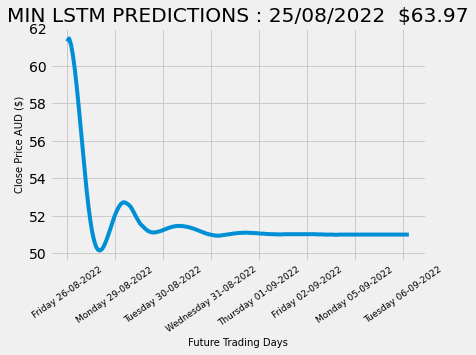 MIN LSTM PREDICTIONS : 25/08/2022 $63.97
62
60
58
56
54
52
50
Close Price AUD ($)
Friday 26-08-2022
Monday 29-08-2022
Tuesday 30-08-2022
Wednesday 31-08-2022
Thursday 01-09-2022
Friday 02-09-2022
Monday 05-09-2022
Tuesday 06-09-2022
Future Trading Days